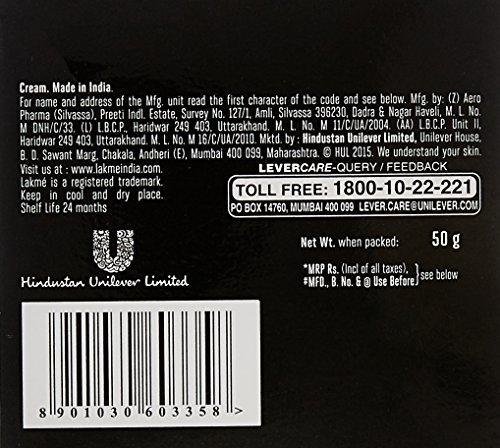 Cream. Made in India.
For name and address of the Mfg. unit read the first character of the code and see below. Mfg. by: (Z) Aero
Pharma (Silvassa), Preeti Indl. Estate, Survey No. 127/1, Amli, Silvassa 396230, Dadra & Nagar Haveli, M. L. No.
M DNH/C/33. (L) L.B.C.P., Haridwar 249 403, Uttarakhand. M. L. No. M 11/C/UA/2004. (AA) L.B.C.P. Unit II,
Haridwar 249 403, Uttarakhand. M. L. No. M 16/C/UA/2010. Mktd. by: Hindustan Unilever Limited, Unilever House,
B. D. Sawant Marg, Chakala, Andheri (E), Mumbai 400 099, Maharashtra. © HUL 2015. We understand your skin.
Visit us at : www.lakmeindia.com
LEVERCARE-QUERY / FEEDBACK
Lakmé is a registered trademark.
TOLL FREE: 1800-10-22-221
Keep in cool and dry place.
PO BOX 14760, MUMBAI 400 099 LEVER.CARE@UNILEVER.COM
Shelf Life 24 months
Net Wt. when packed: 50 g
Hindustan Unilever Limited
*MRP Rs. (Incl of all taxes),
#MFD., B. No. & @ Use Before} see below
8 901030 603358 >